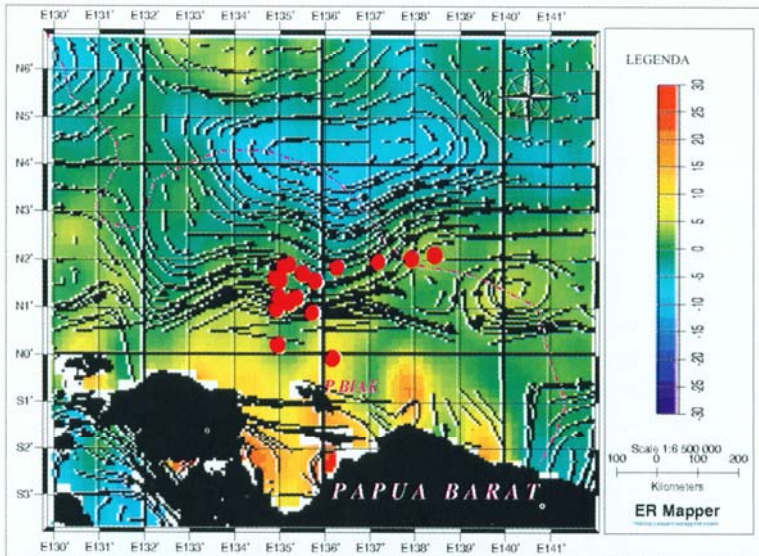 E130° E131° E132° E133° E134° E135° E136° E137° E138° E139° E140° E141°
N6°
N5°
N4°
N3°
N2°
N1°
N0°
S1°
S2°
S3°
P.BIAK
PAPUA BARAT
E130° E131° E132° E133° E134° E135° E136° E137° E138° E139° E140° E141°
LEGENDA
30
25
20
15
10
5
0
-5
-10
-15
-20
-25
-30
Scale 1:6 500 000
100 0 100 200
Kilometers
ER Mapper